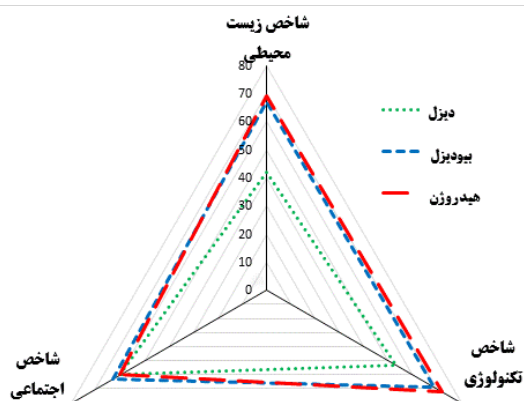 شاخص زیست
محیطی
80
70
60
50
40
30
20
10
0
دیزل
بیودیزل
هیدروژن
شاخص
تکنولوژی
شاخص
اجتماعی